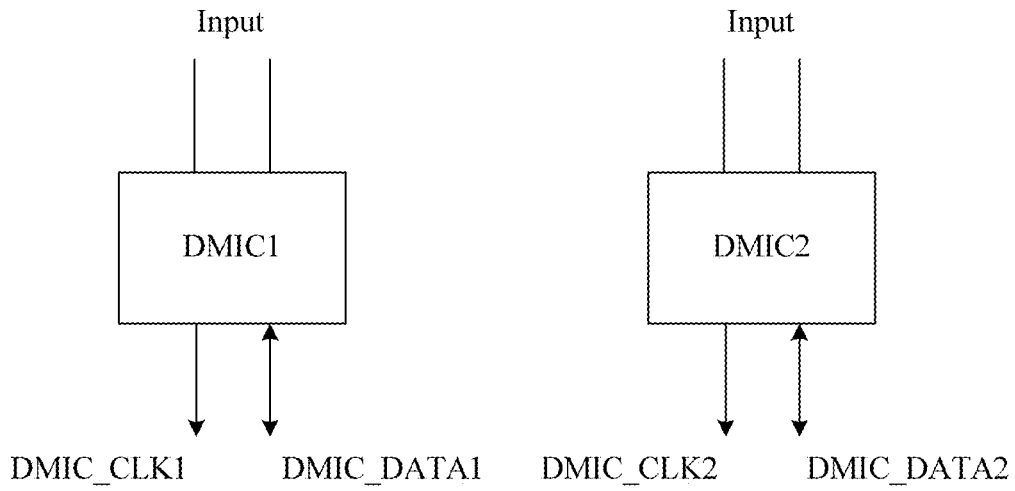 Input
Input
DMIC1
DMIC2
DMIC_CLK1
DMIC_DATA1
DMIC_CLK2
DMIC_DATA2